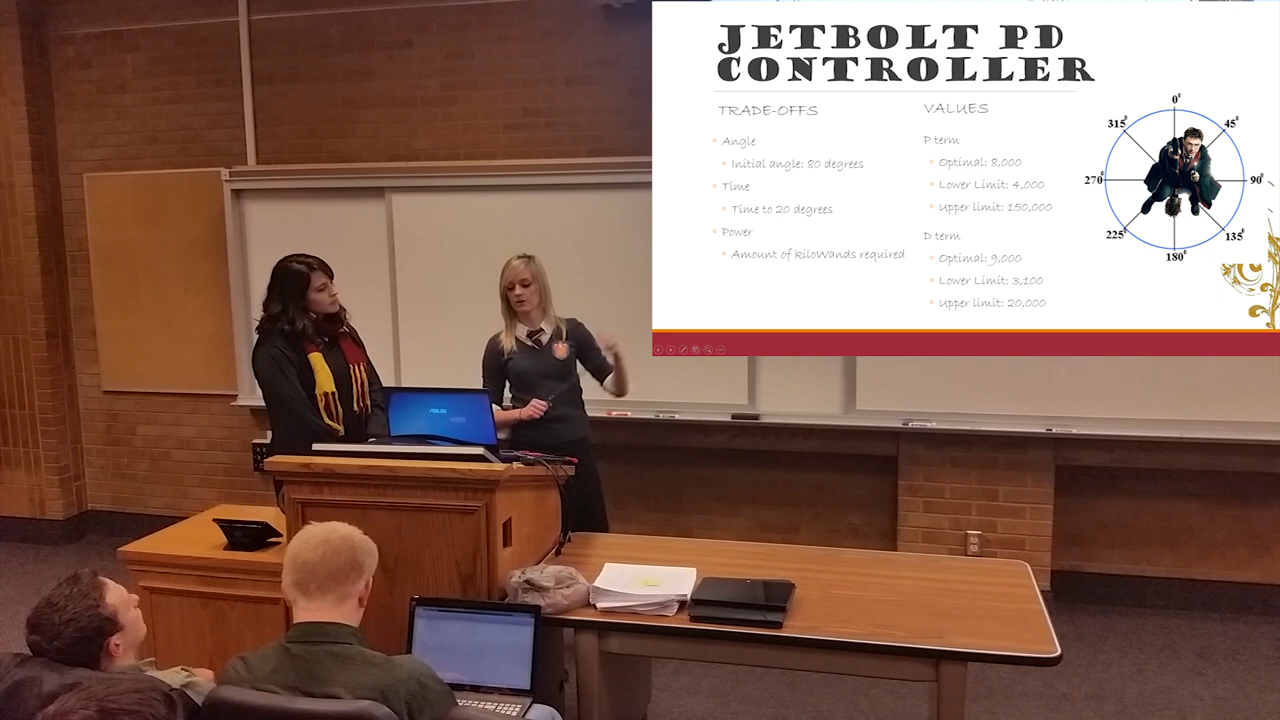 JETBOLT PD
CONTROLLER
TRADE-OFFS
Angle
Initial angle: 80 degrees
Time
Time to 20 degrees
Power
Amount of kiloWands required
VALUES
P term
Optimal: 8,000
Lower Limit: 4,000
Upper limit: 150,000
D term
Optimal: 9,000
Lower Limit: 3,100
Upper limit: 20,000
0°
45°
90°
135°
180°
225°
270°
315°
ASUS